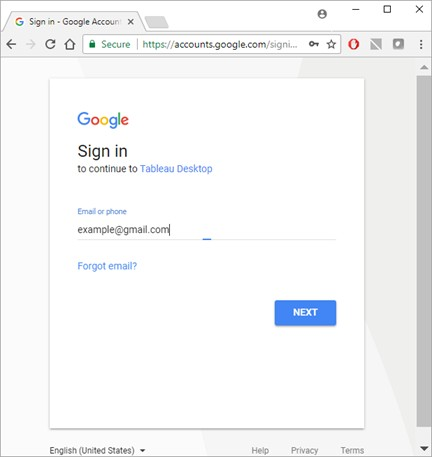 Sign in - Google Accoun
Secure https://accounts.google.com/signi...
Google
Sign in
to continue to Tableau Desktop
Email or phone
example@gmail.com
Forgot email?
NEXT
English (United States) Help Privacy Terms